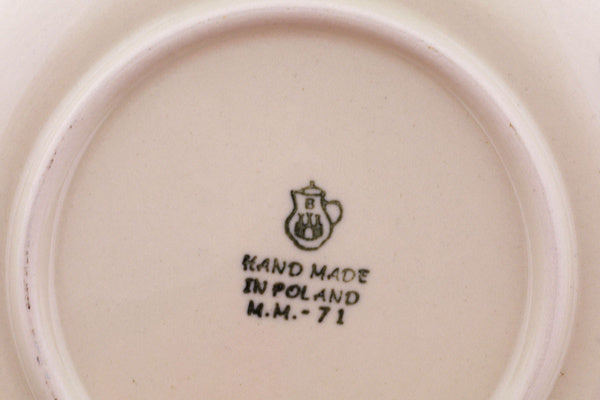 B
HAND MADE
IN POLAND
M.M.-71